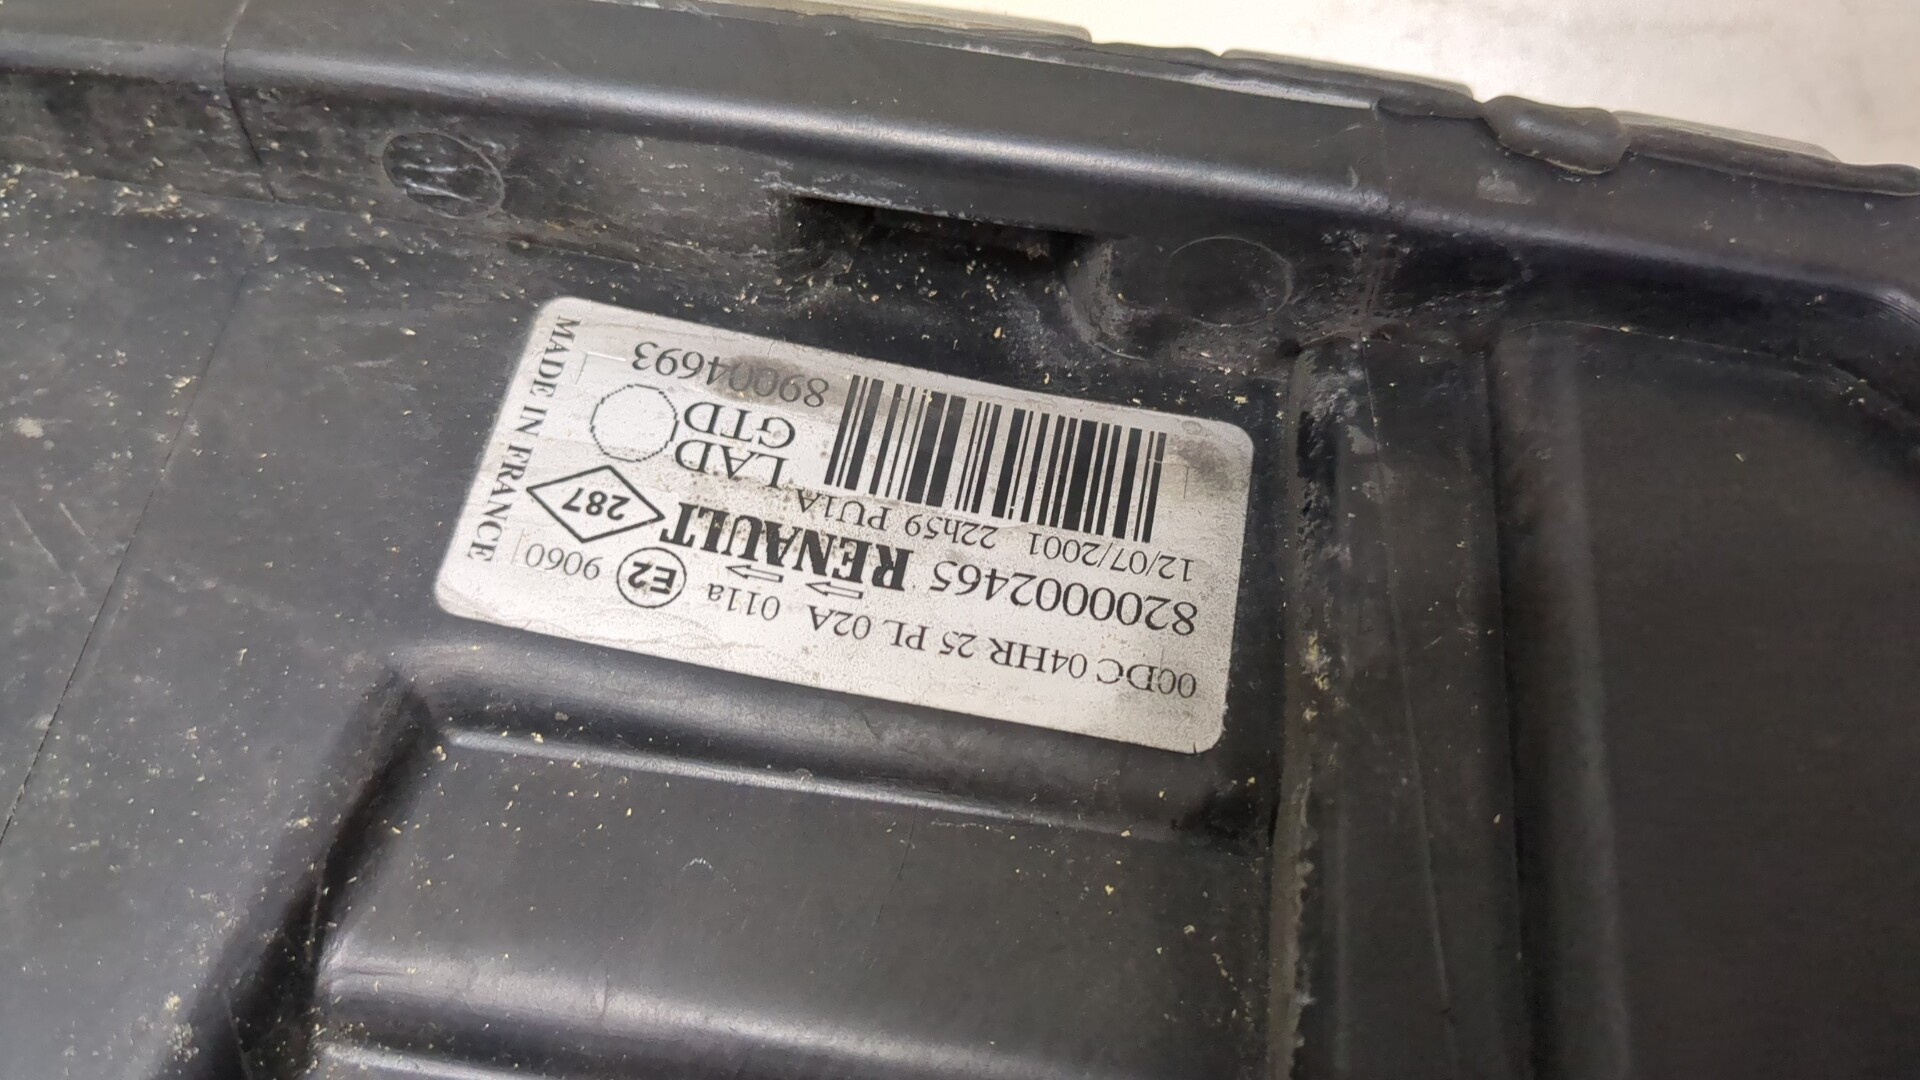 00DC 04HR 25 PL 02A 011a E2 9060
8200002465 RENAULT 287
12/07/2001 22h59 PU1A LAD
GTD
89004693
MADE IN FRANCE